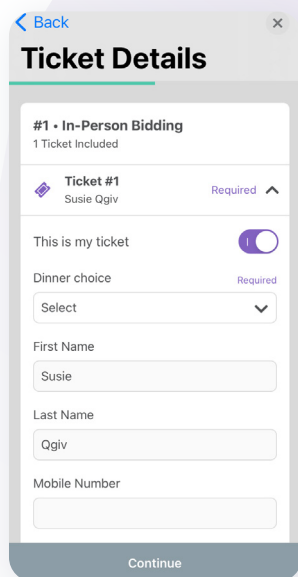 Back
Ticket Details
#1 • In-Person Bidding
1 Ticket Included
Ticket #1
Susie Qgiv
Required
This is my ticket
Dinner choice
Required
Select
First Name
Susie
Last Name
Qgiv
Mobile Number
Continue